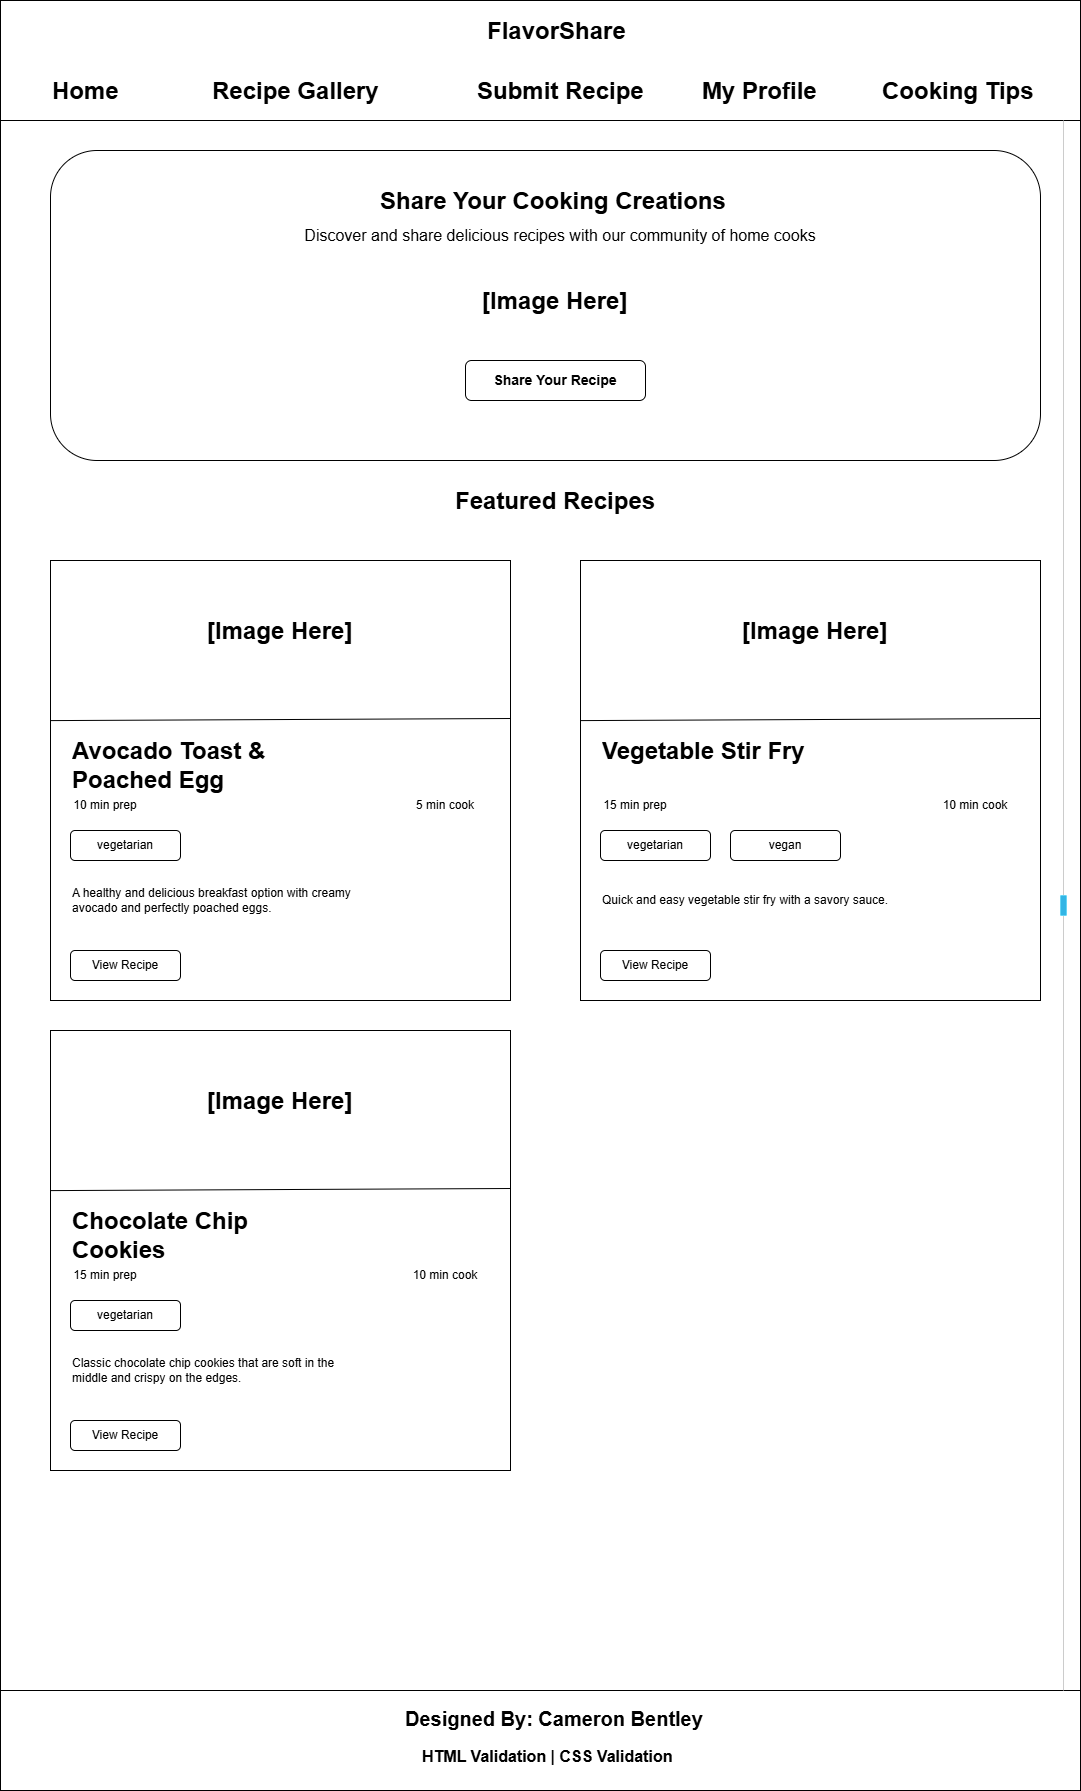 FlavorShare
Home Recipe Gallery Submit Recipe My Profile Cooking Tips
Share Your Cooking Creations
Discover and share delicious recipes with our community of home cooks
[Image Here]
Share Your Recipe
Featured Recipes
[Image Here]
Avocado Toast &
Poached Egg
10 min prep 5 min cook
vegetarian
A healthy and delicious breakfast option with creamy
avocado and perfectly poached eggs.
View Recipe
[Image Here]
Vegetable Stir Fry
15 min prep 10 min cook
vegetarian vegan
Quick and easy vegetable stir fry with a savory sauce.
View Recipe
[Image Here]
Chocolate Chip
Cookies
15 min prep 10 min cook
vegetarian
Classic chocolate chip cookies that are soft in the
middle and crispy on the edges.
View Recipe
Designed By: Cameron Bentley
HTML Validation | CSS Validation